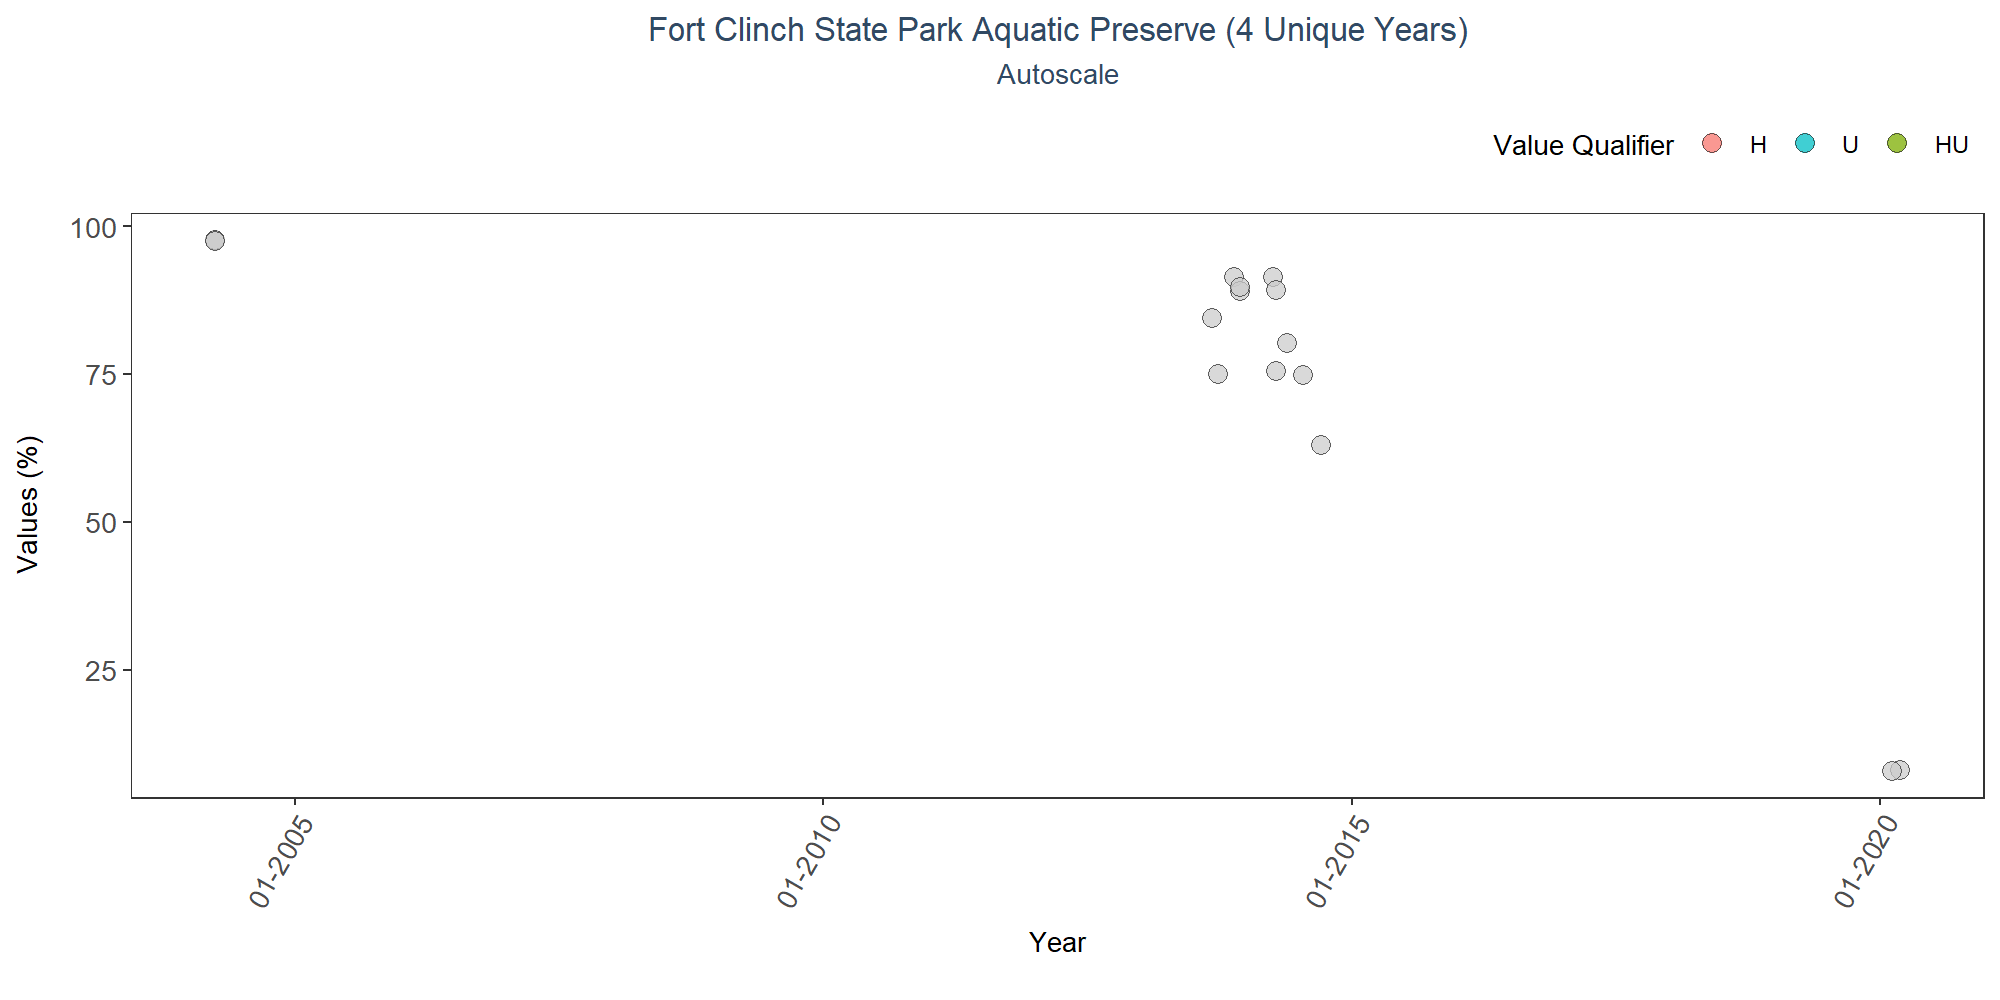 Fort Clinch State Park Aquatic Preserve (4 Unique Years)
Autoscale
Value Qualifier H U HU
100
75
50
25
Values (%)
01-2005 01-2010 01-2015 01-2020
Year